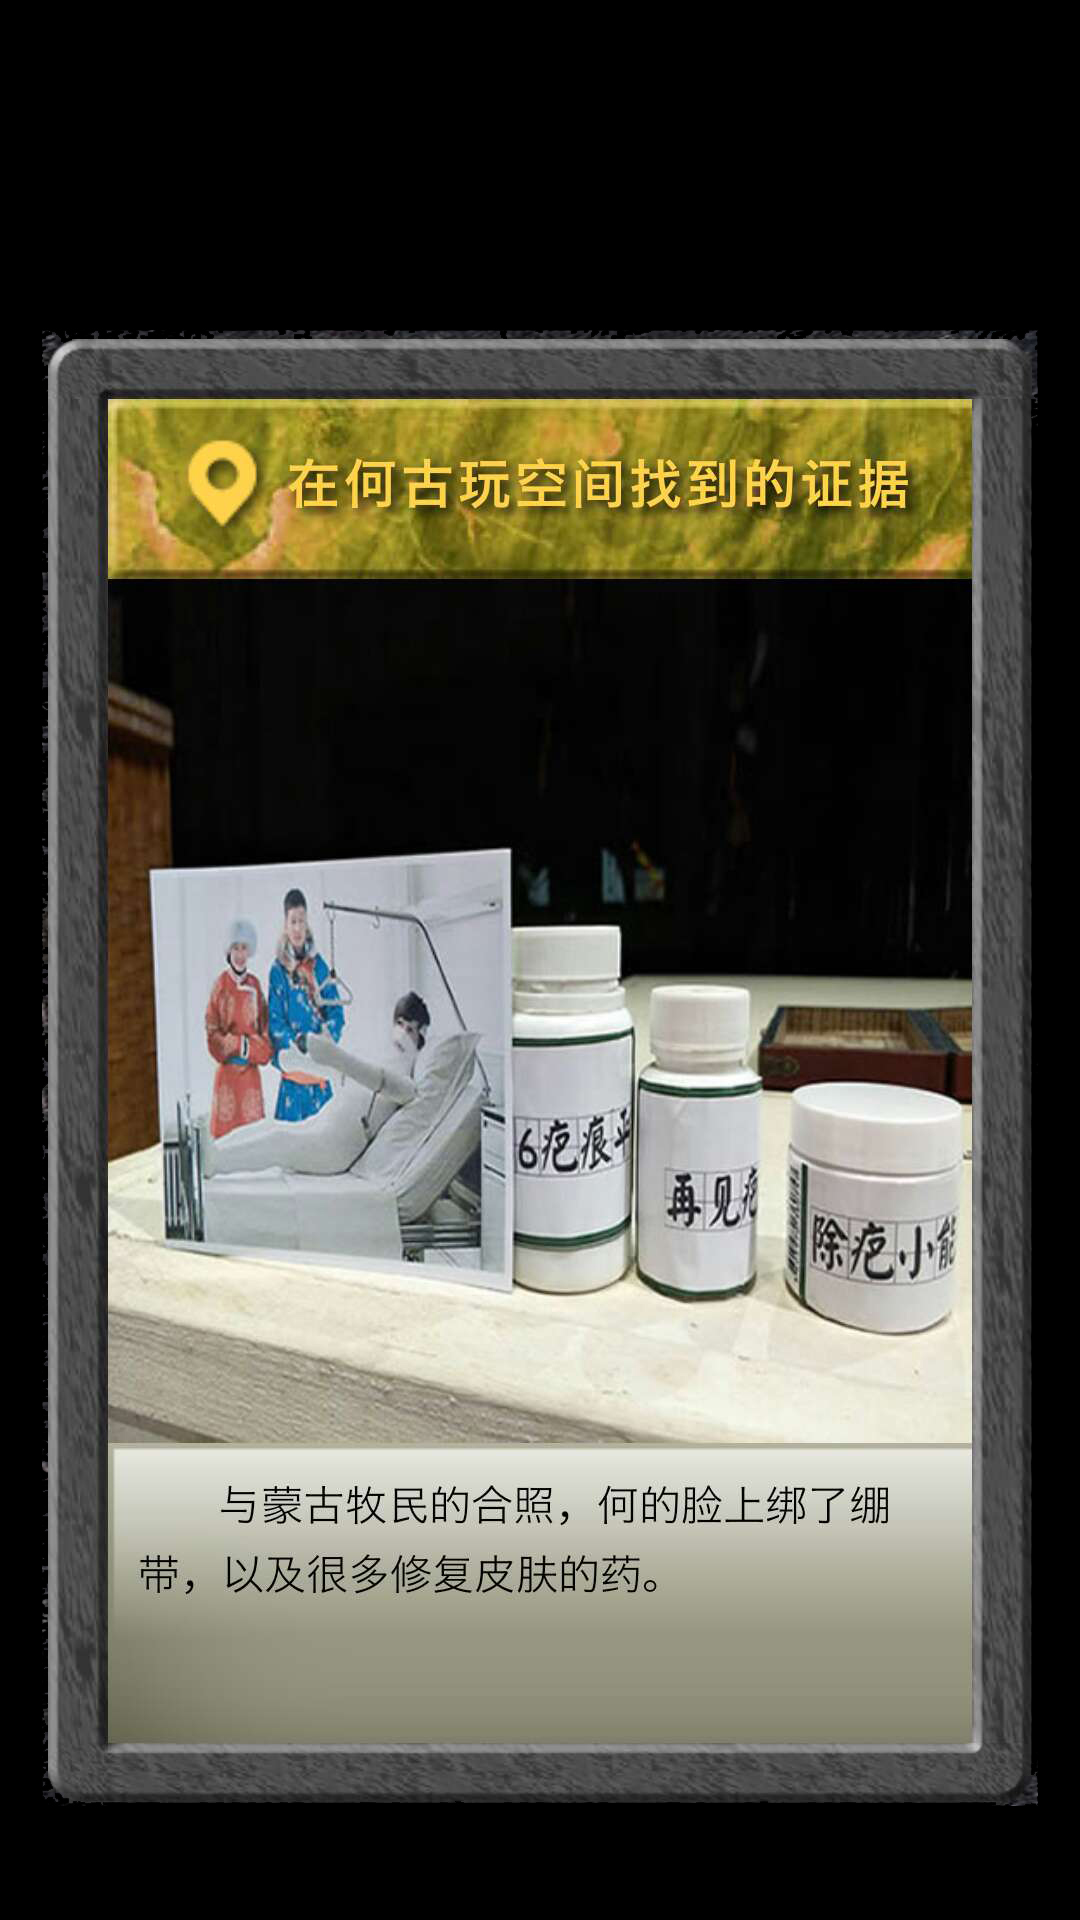 在何古玩空间找到的证据
6疤痕平
再见疤
除疤小能
与蒙古牧民的合照，何的脸上绑了绷
带，以及很多修复皮肤的药。